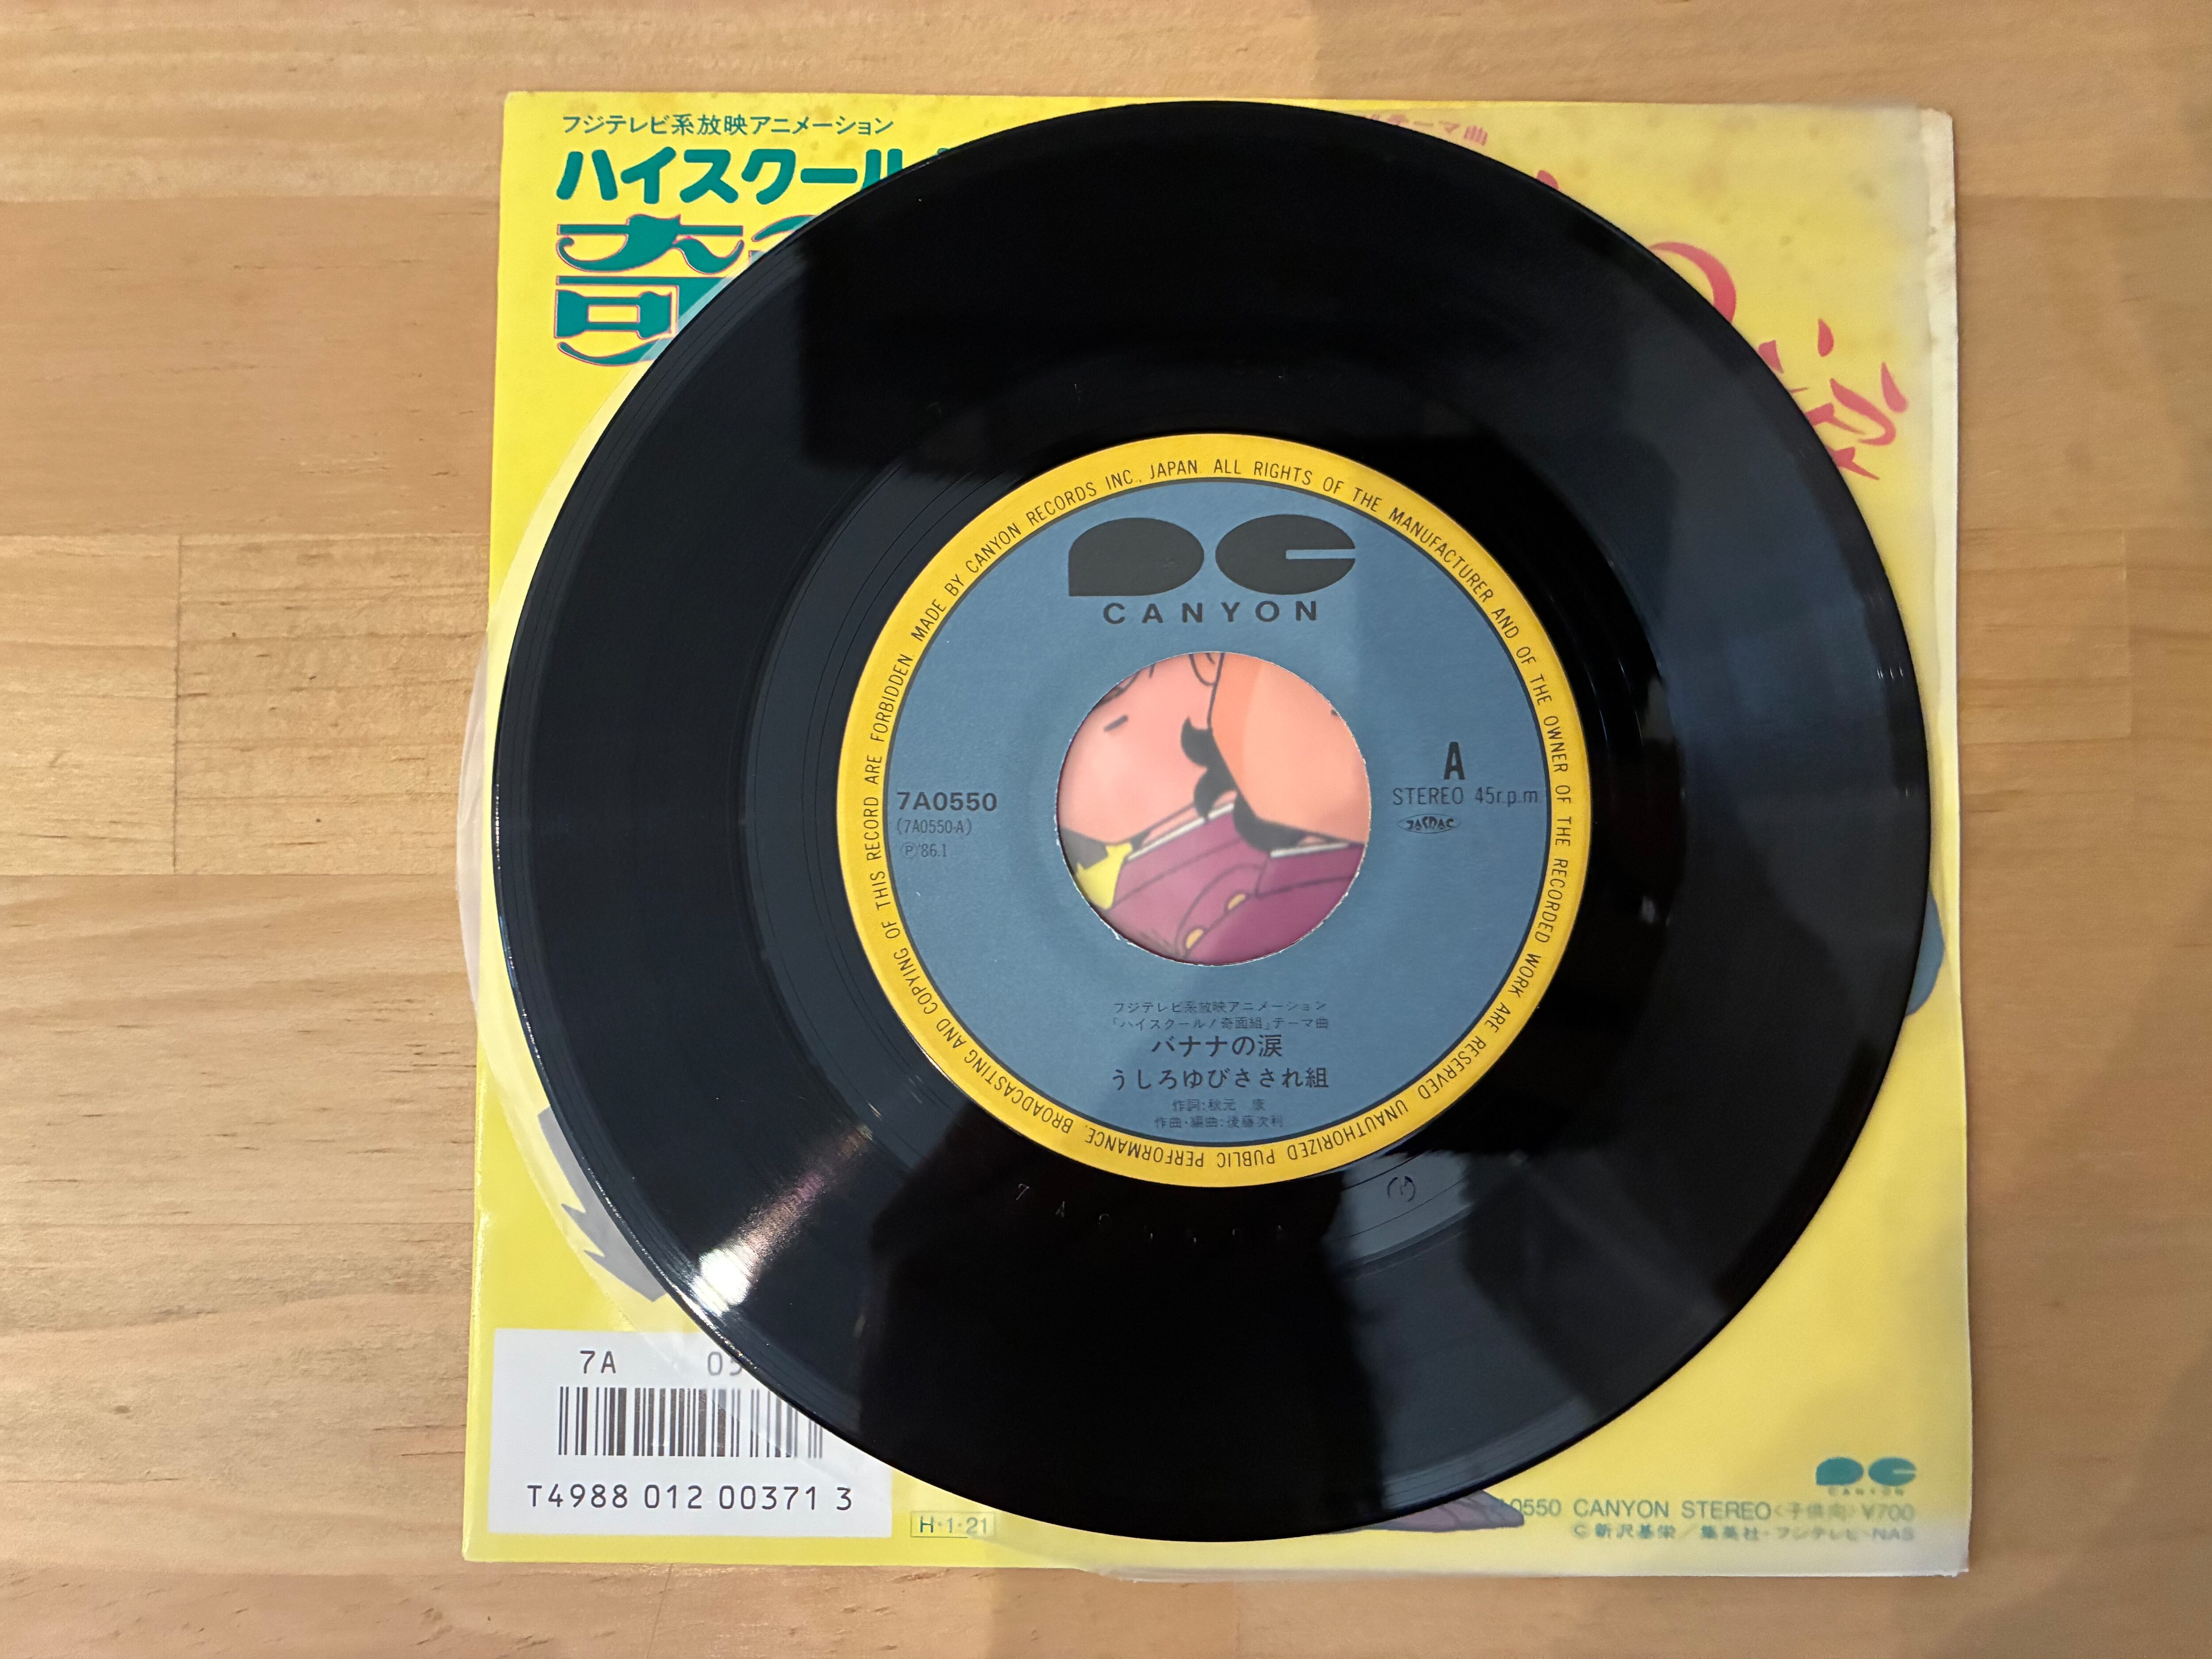 フジテレビ系放映アニメーション
ハイスクール
奇
テーマ曲
涙
MADE BY CANYON RECORDS INC., JAPAN. ALL RIGHTS OF THE MANUFACTURER AND OF THE OWNER OF THE RECORDED WORK ARE RESERVED UNAUTHORIZED PUBLIC PERFORMANCE. BROADCASTING AND COPYING OF THIS RECORD ARE FORBIDDEN.
CANYON
A
7A0550
STEREO 45r.p.m.
(7A0550-A)
JASRAC
Ⓟ'86.1
フジテレビ系放映アニメーション
「ハイスクール!奇面組」テーマ曲
バナナの涙
うしろゆびさされ組
作詞:秋元 康
作曲・編曲:後藤次利
7A 05
T4988 012 00371 3
H・1・21
CANYON
0550 CANYON STEREO〈子供向〉¥700
©新沢基栄/集英社・フジテレビ・NAS